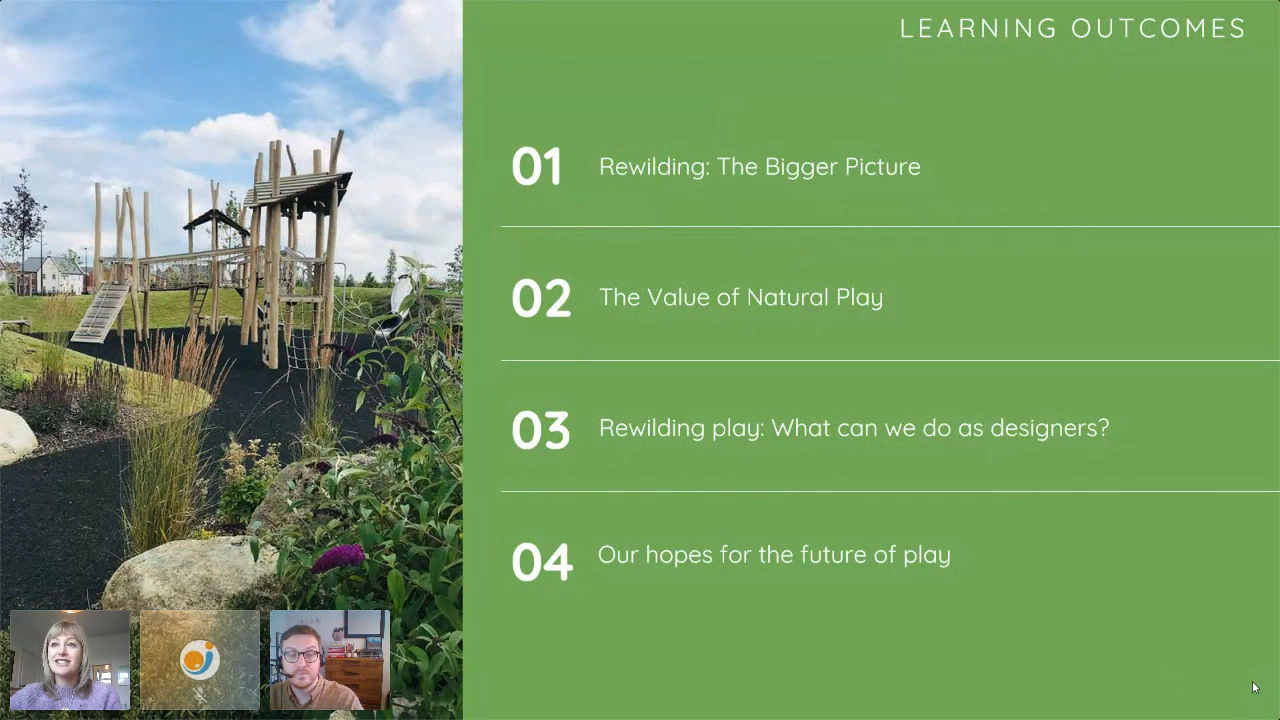 LEARNING OUTCOMES
01 Rewilding: The Bigger Picture
02 The Value of Natural Play
03 Rewilding play: What can we do as designers?
04 Our hopes for the future of play